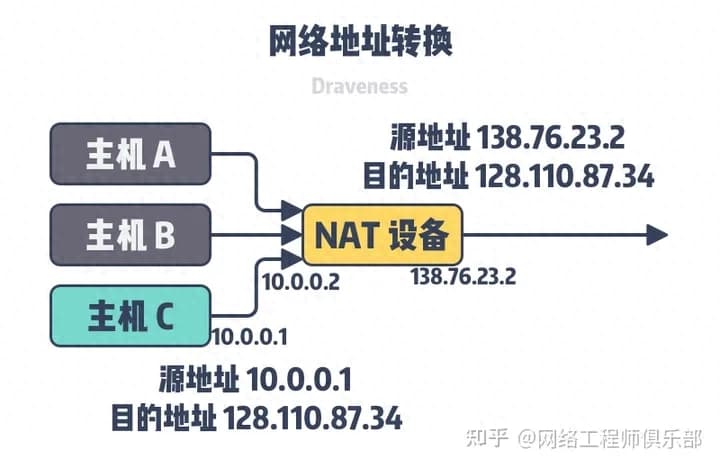 网络地址转换
Draveness
源地址 138.76.23.2
目的地址 128.110.87.34
主机 A
主机 B
NAT 设备
10.0.0.2
138.76.23.2
主机 C
10.0.0.1
源地址 10.0.0.1
目的地址 128.110.87.34
知乎 @网络工程师俱乐部